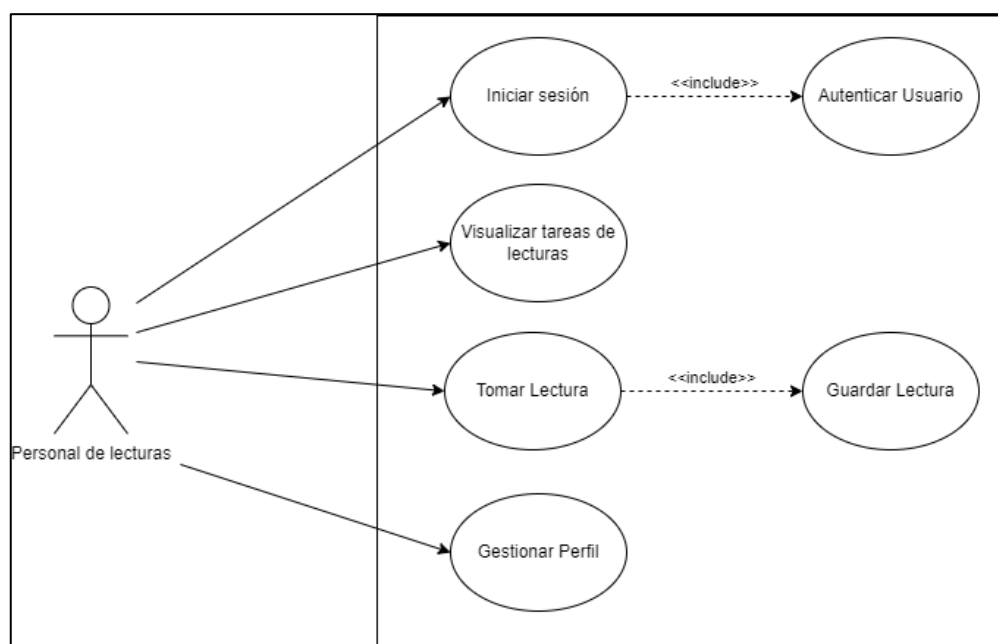 Iniciar sesión
<<include>>
Autenticar Usuario
Visualizar tareas de
lecturas
Tomar Lectura
<<include>>
Guardar Lectura
Personal de lecturas
Gestionar Perfil